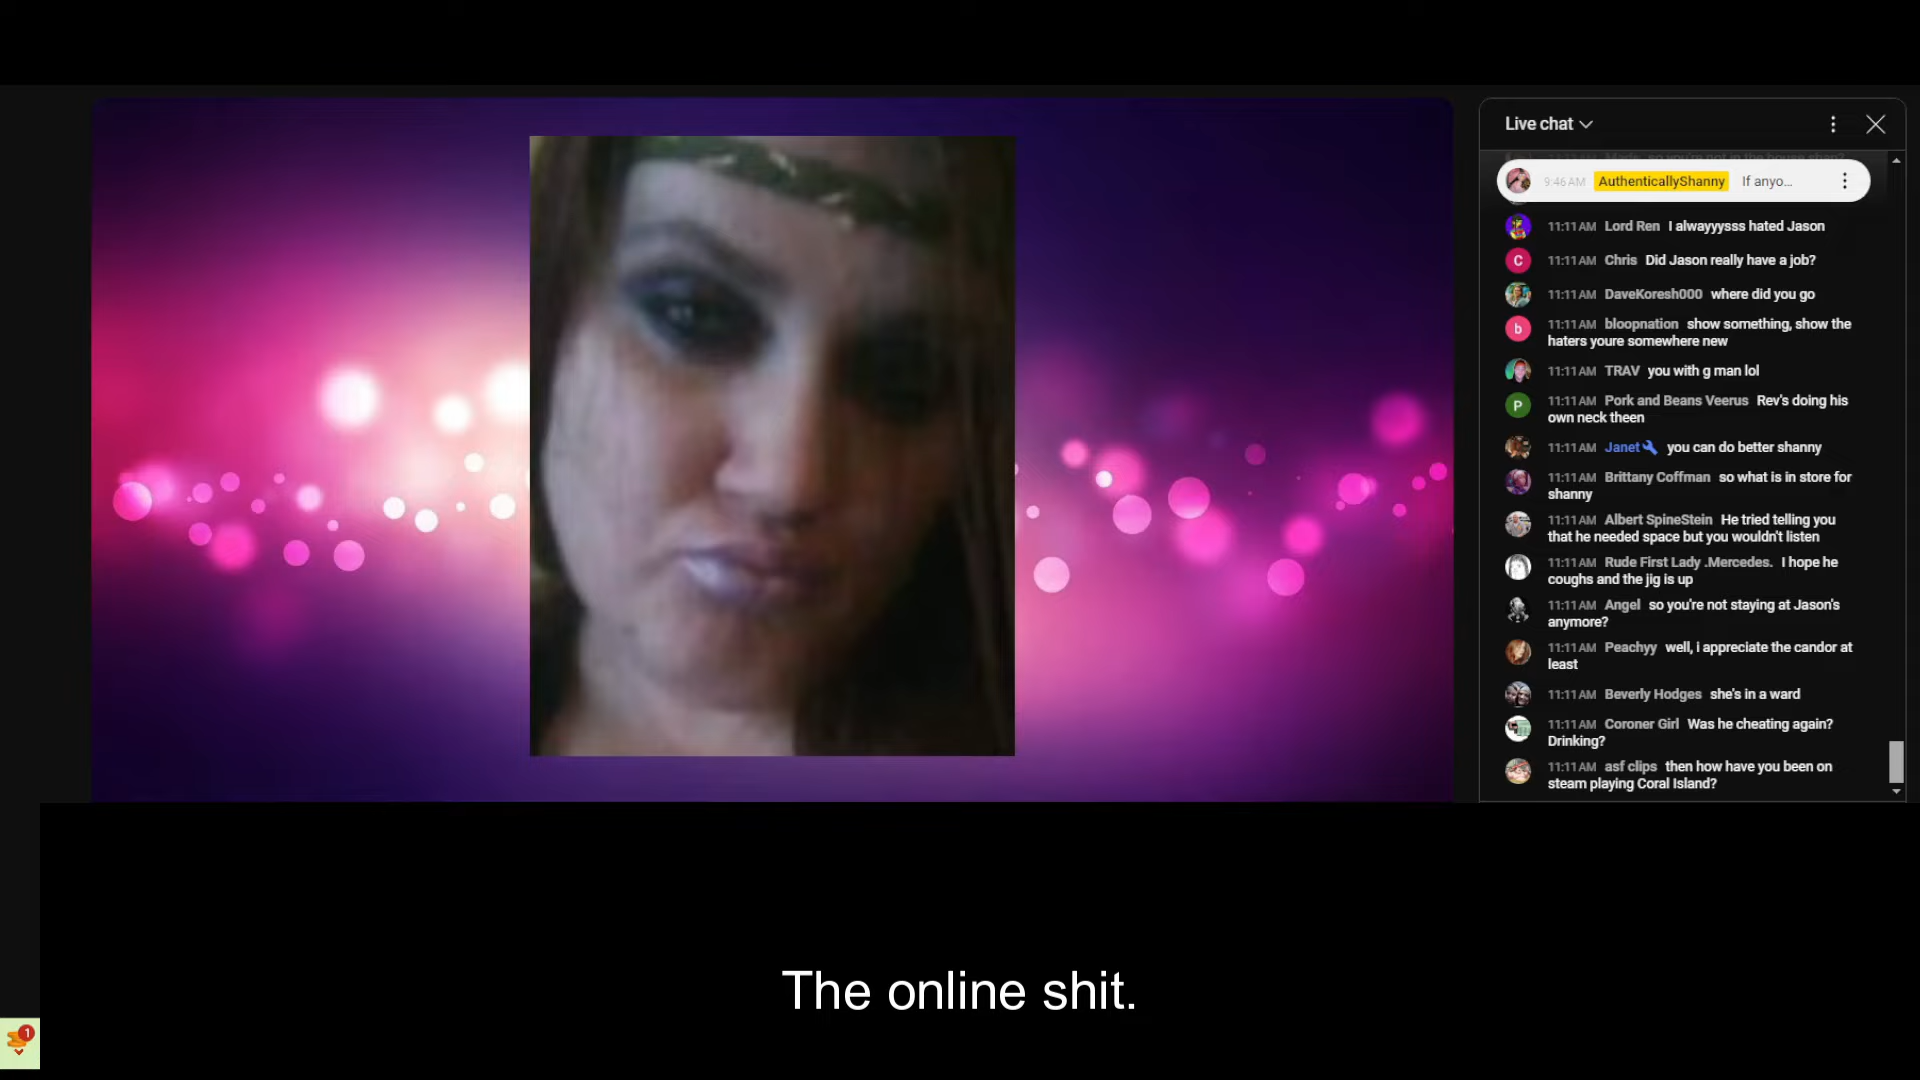 Live chat
9:46 AM AuthenticallyShanny If anyo...
11:11 AM Lord Ren I alwayyysss hated Jason
11:11 AM Chris Did Jason really have a job?
11:11 AM DaveKoresh000 where did you go
11:11 AM bloopnation show something, show the
haters youre somewhere new
11:11 AM TRAV you with g man lol
11:11 AM Pork and Beans Veerus Rev's doing his
own neck theen
11:11 AM Janet you can do better shanny
11:11 AM Brittany Coffman so what is in store for
shanny
11:11 AM Albert SpineStein He tried telling you
that he needed space but you wouldn't listen
11:11 AM Rude First Lady .Mercedes. I hope he
coughs and the jig is up
11:11 AM Angel so you're not staying at Jason's
anymore?
11:11 AM Peachyy well, i appreciate the candor at
least
11:11 AM Beverly Hodges she's in a ward
11:11 AM Coroner Girl Was he cheating again?
Drinking?
11:11 AM asf clips then how have you been on
steam playing Coral Island?
C
b
P
The online shit.
1